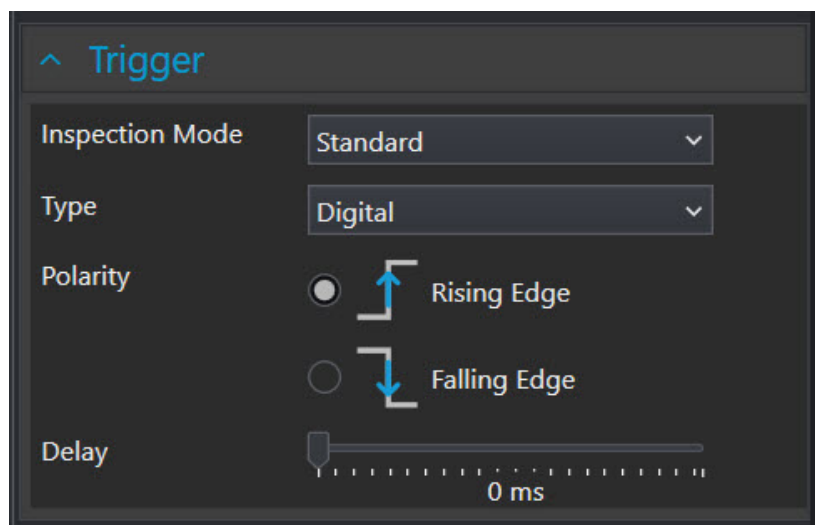 Trigger
Inspection Mode
Standard
Type
Digital
Polarity
Rising Edge
Falling Edge
Delay
0 ms